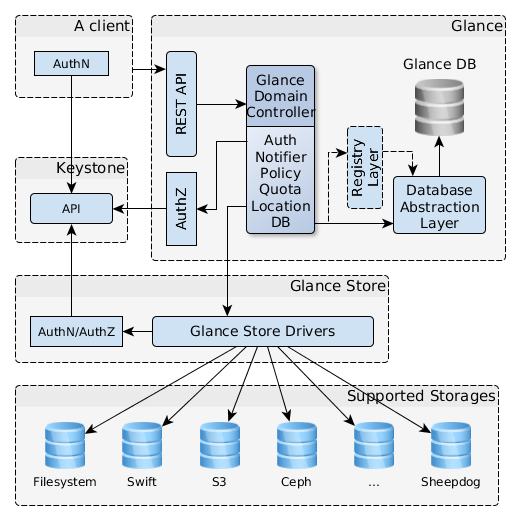 A client
AuthN
Glance
REST API
Glance
Domain
Controller
Auth
Notifier
Policy
Quota
Location
DB
Registry
Layer
Glance DB
Database
Abstraction
Layer
AuthZ
Keystone
API
Glance Store
AuthN/AuthZ
Glance Store Drivers
Supported Storages
Filesystem
Swift
S3
Ceph
...
Sheepdog